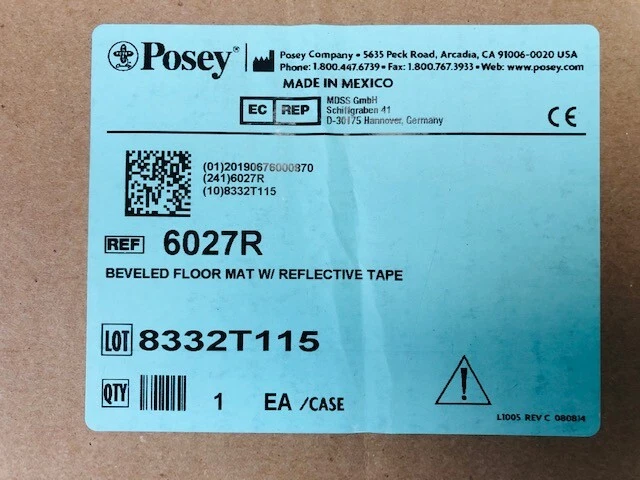 Posey®
Posey Company • 5635 Peck Road, Arcadia, CA 91006-0020 USA
Phone: 1.800.447.6739 • Fax: 1.800.767.3933 • Web: www.posey.com
MADE IN MEXICO
EC REP
MDSS GmbH
Schiffgraben 41
D-30175 Hannover, Germany
CE
(01)20190676000870
(241)6027R
(10)8332T115
REF 6027R
BEVELED FLOOR MAT W/ REFLECTIVE TAPE
LOT 8332T115
QTY 1 EA /CASE
L1005 REV C 080814